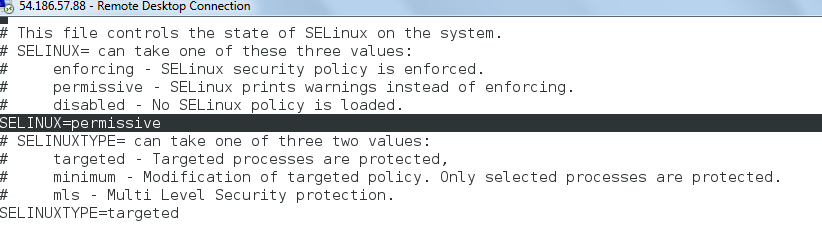 54.186.57.88 - Remote Desktop Connection
# This file controls the state of SELinux on the system.
# SELINUX= can take one of these three values:
#     enforcing - SELinux security policy is enforced.
#     permissive - SELinux prints warnings instead of enforcing.
#     disabled - No SELinux policy is loaded.
SELINUX=permissive
# SELINUXTYPE= can take one of three two values:
#     targeted - Targeted processes are protected,
#     minimum - Modification of targeted policy. Only selected processes are protected.
#     mls - Multi Level Security protection.
SELINUXTYPE=targeted